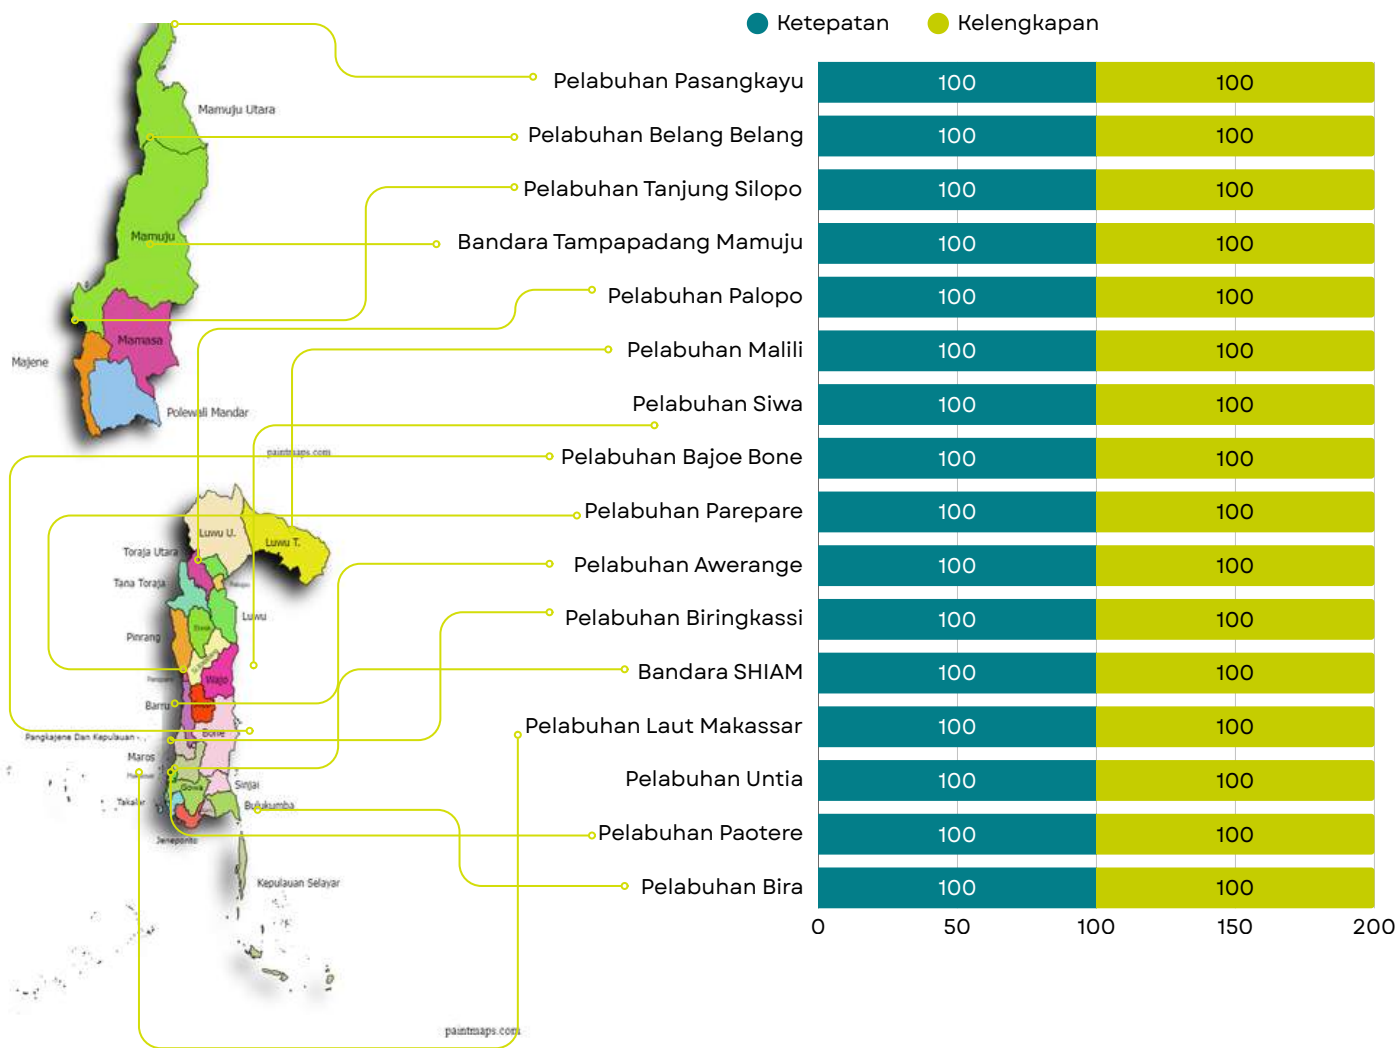 Ketepatan Kelengkapan
Pelabuhan Pasangkayu 100 100
Mamuju Utara
Pelabuhan Belang Belang 100 100
Pelabuhan Tanjung Silopo 100 100
Mamuju
Bandara Tampapadang Mamuju 100 100
Pelabuhan Palopo 100 100
Mamasa
Pelabuhan Malili 100 100
Majene
Pelabuhan Siwa 100 100
Polewali Mandar
paintmaps.com
Pelabuhan Bajoe Bone 100 100
Pelabuhan Parepare 100 100
Luwu U.
Luwu T.
Toraja Utara
Pelabuhan Awerange 100 100
Tana Toraja
Luwu
Pelabuhan Biringkassi 100 100
Pinrang
Bandara SHIAM 100 100
Wajo
Barru
Pelabuhan Laut Makassar 100 100
Bone
Pangkajene Dan Kepulauan
Maros
Pelabuhan Untia 100 100
Sinjai
Gowa
Takalar
Bulukumba
Pelabuhan Paotere 100 100
Jeneponto
Kepulauan Selayar
Pelabuhan Bira 100 100
0 50 100 150 200
paintmaps.com